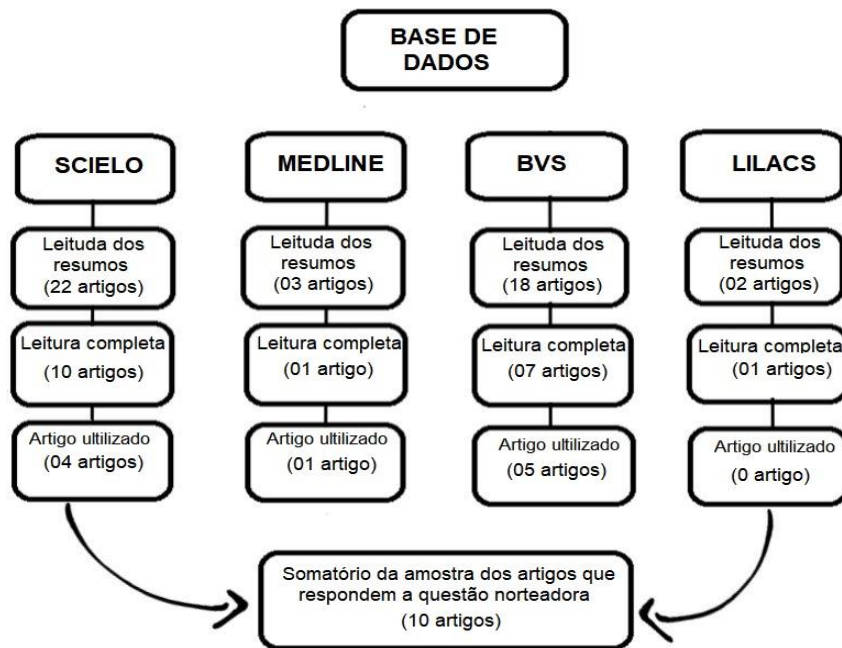 BASE DE
DADOS
SCIELO
Leituda dos
resumos
(22 artigos)
Leitura completa
(10 artigos)
Artigo ultilizado
(04 artigos)
MEDLINE
Leituda dos
resumos
(03 artigos)
Leitura completa
(01 artigo)
Artigo ultilizado
(01 artigo)
BVS
Leituda dos
resumos
(18 artigos)
Leitura completa
(07 artigos)
Artigo ultilizado
(05 artigos)
LILACS
Leituda dos
resumos
(02 artigos)
Leitura completa
(01 artigos)
Artigo ultilizado
(0 artigo)
Somatório da amostra dos artigos que
respondem a questão norteadora
(10 artigos)